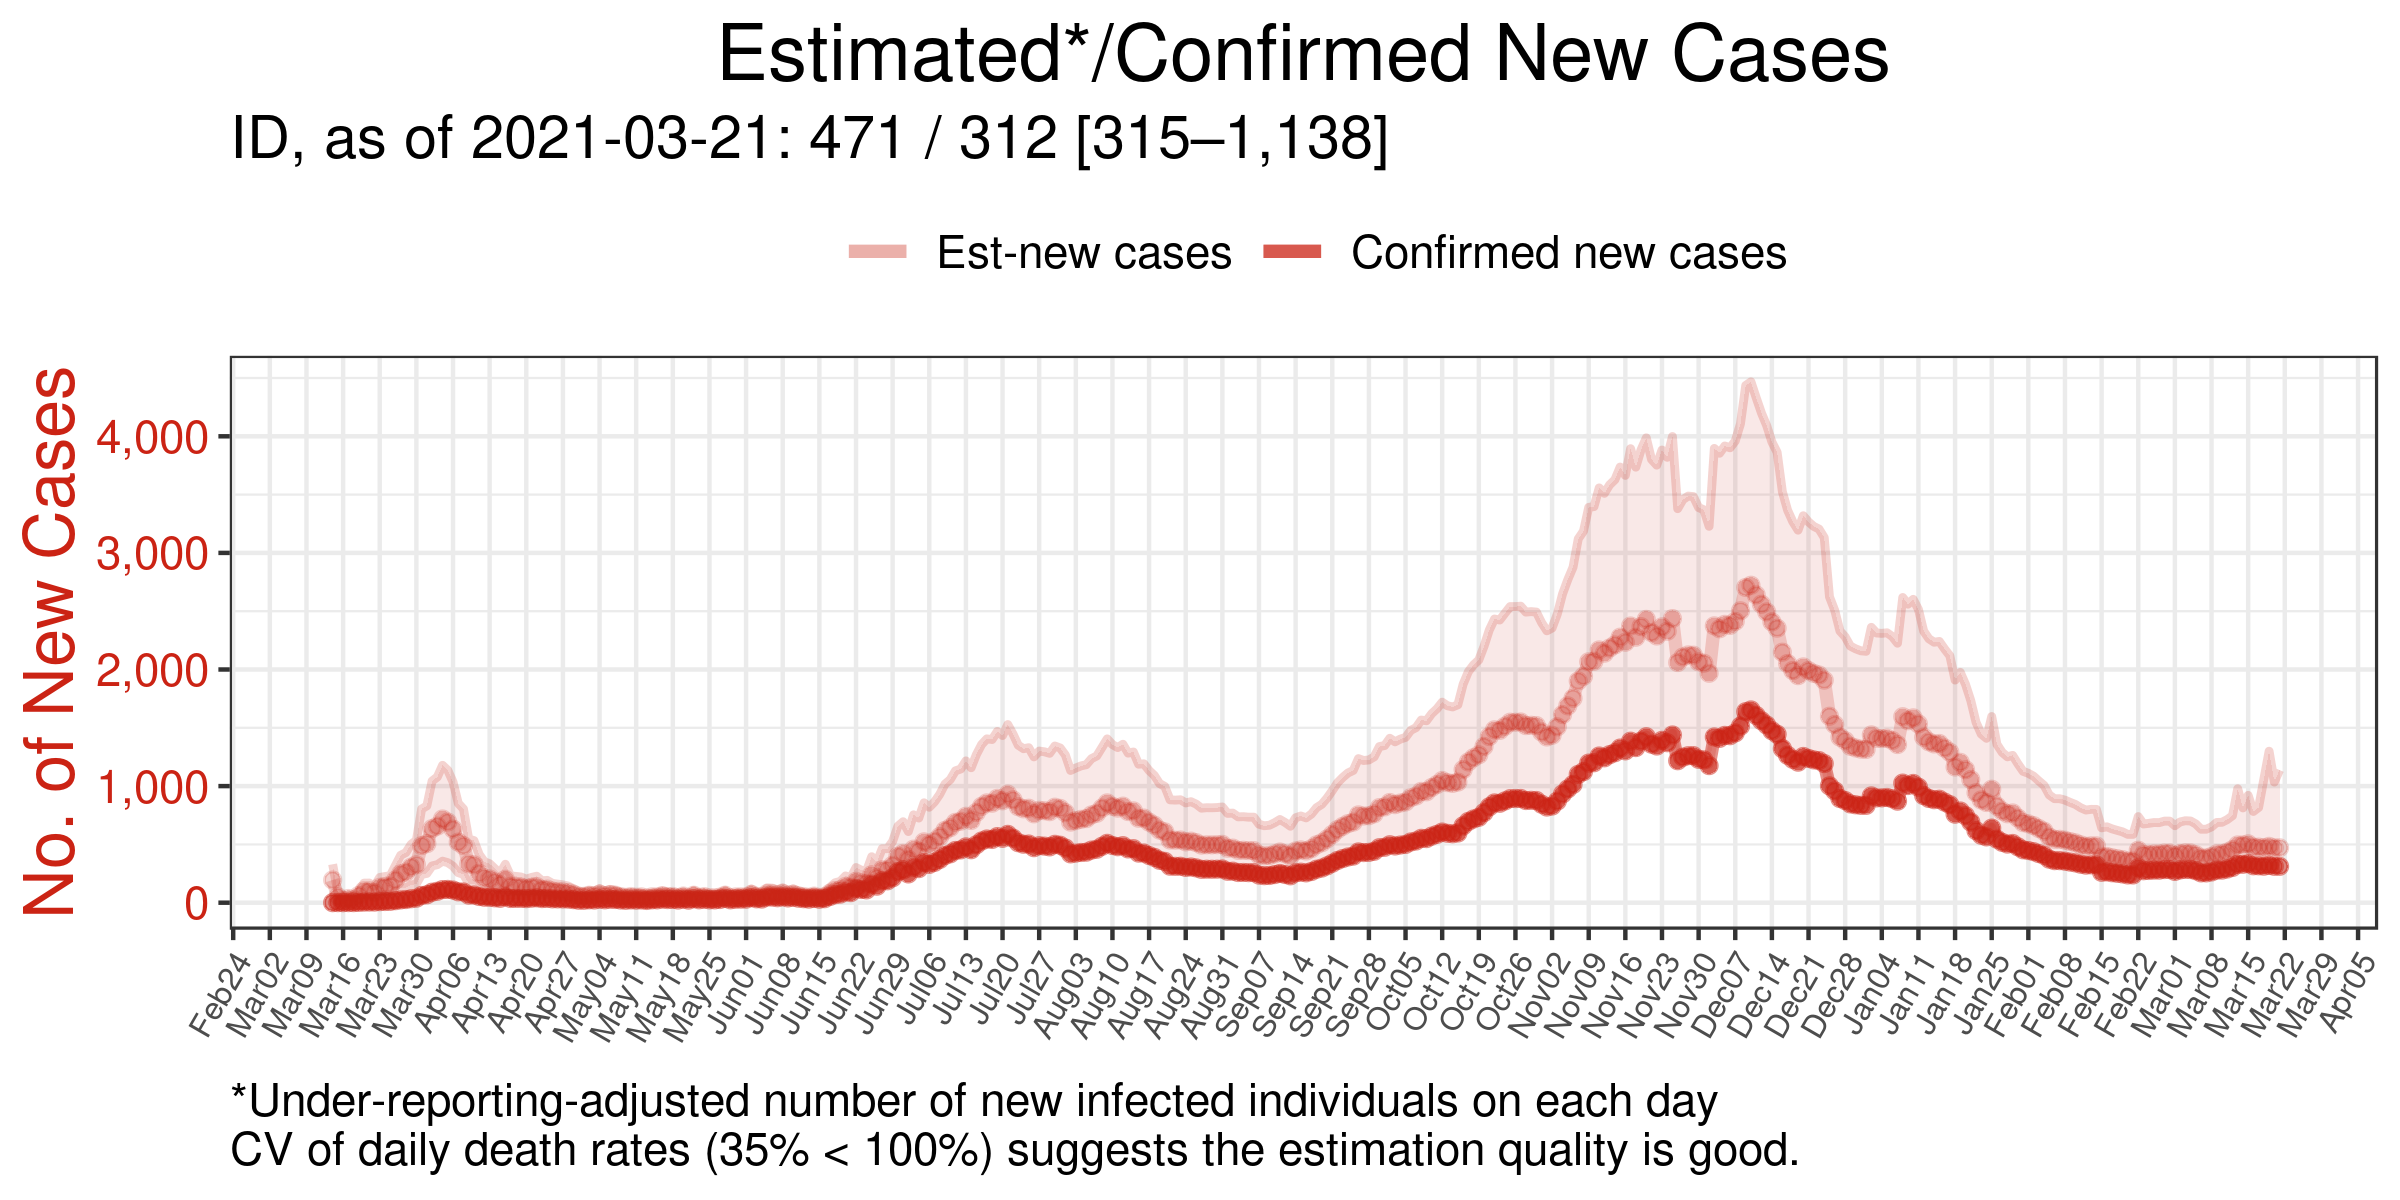 Estimated*/Confirmed New Cases
ID, as of 2021-03-21: 471 / 312 [315–1,138]
Est-new cases Confirmed new cases
No. of New Cases
4,000
3,000
2,000
1,000
0
Feb24 Mar02 Mar09 Mar16 Mar23 Mar30 Apr06 Apr13 Apr20 Apr27 May04 May11 May18 May25 Jun01 Jun08 Jun15 Jun22 Jun29 Jul06 Jul13 Jul20 Jul27 Aug03 Aug10 Aug17 Aug24 Aug31 Sep07 Sep14 Sep21 Sep28 Oct05 Oct12 Oct19 Oct26 Nov02 Nov09 Nov16 Nov23 Nov30 Dec07 Dec14 Dec21 Dec28 Jan04 Jan11 Jan18 Jan25 Feb01 Feb08 Feb15 Feb22 Mar01 Mar08 Mar15 Mar22 Mar29 Apr05
*Under-reporting-adjusted number of new infected individuals on each day
CV of daily death rates (35% < 100%) suggests the estimation quality is good.